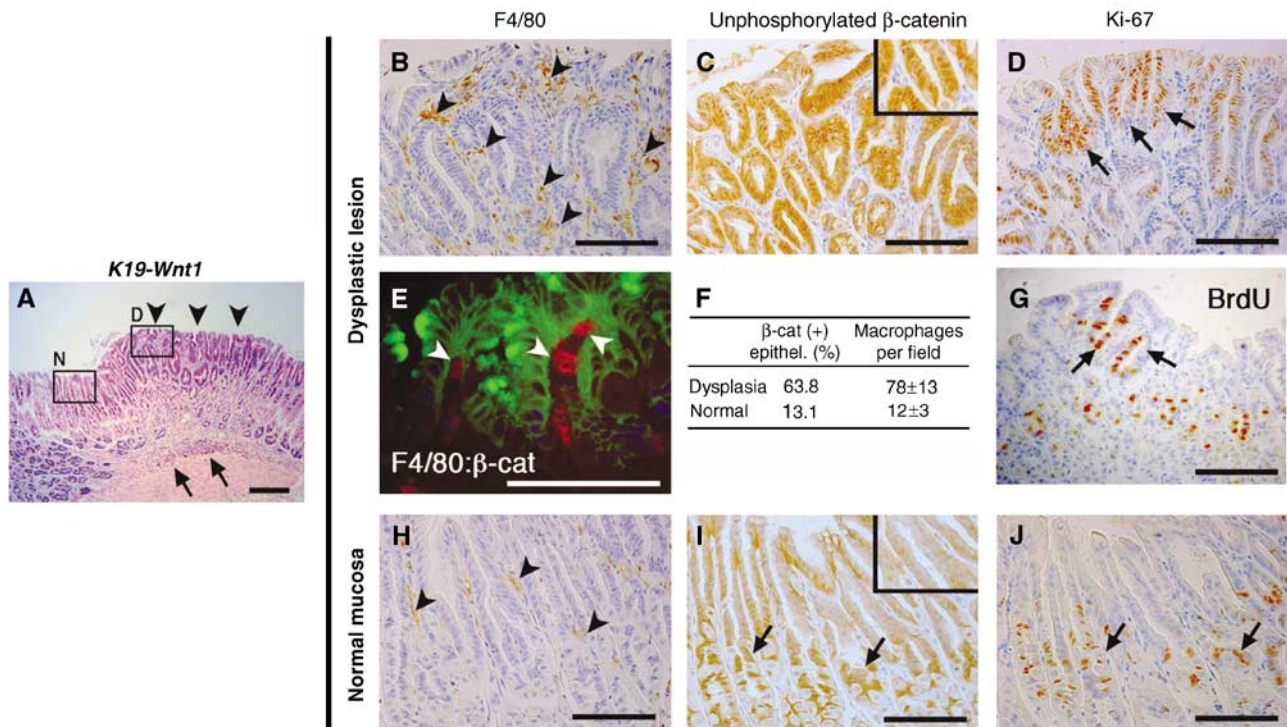 F4/80 Unphosphorylated β-catenin Ki-67
Dysplastic lesion
B
C
D
K19-Wnt1
A
D
N
E
F4/80:β-cat
F
β-cat (+) Macrophages
epithel. (%) per field
Dysplasia 63.8 78±13
Normal 13.1 12±3
G
BrdU
Normal mucosa
H
I
J